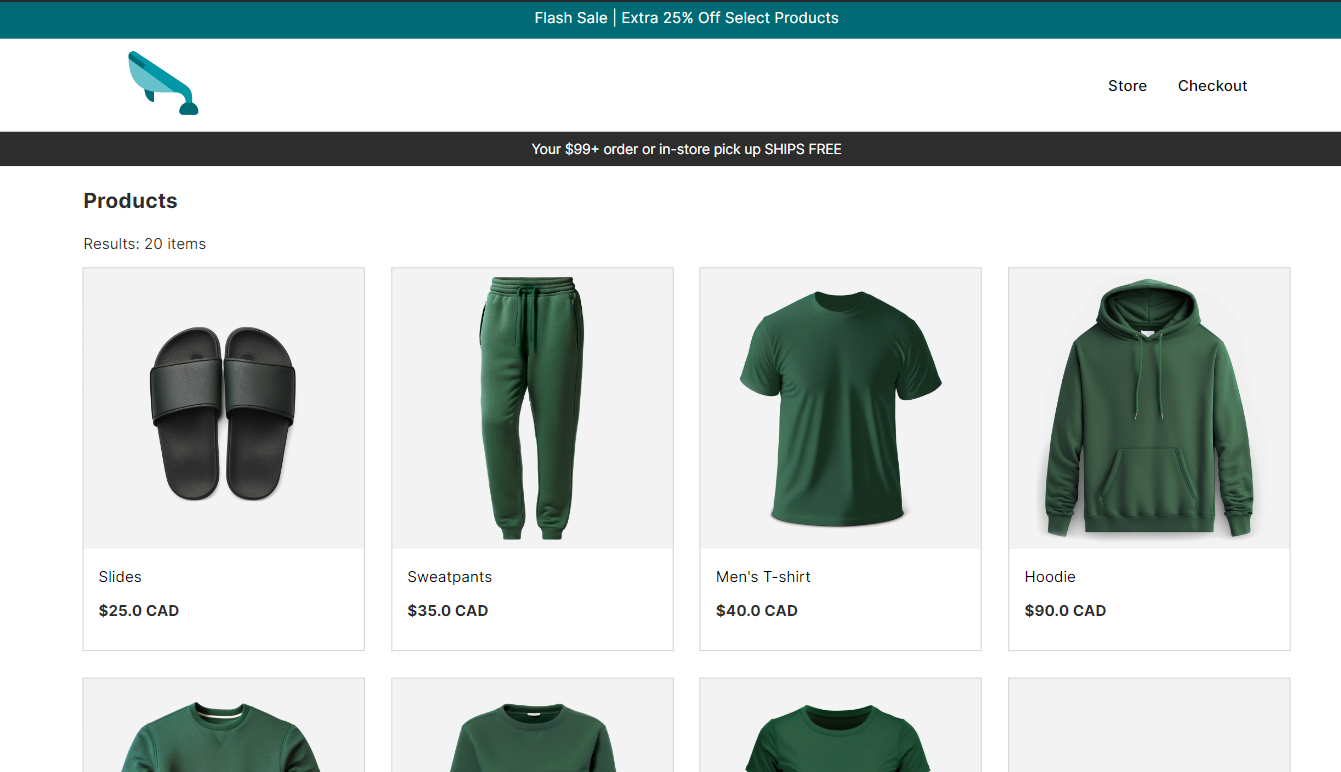 Flash Sale | Extra 25% Off Select Products
Store Checkout
Your $99+ order or in-store pick up SHIPS FREE
Products
Results: 20 items
Slides
$25.0 CAD
Sweatpants
$35.0 CAD
Men's T-shirt
$40.0 CAD
Hoodie
$90.0 CAD